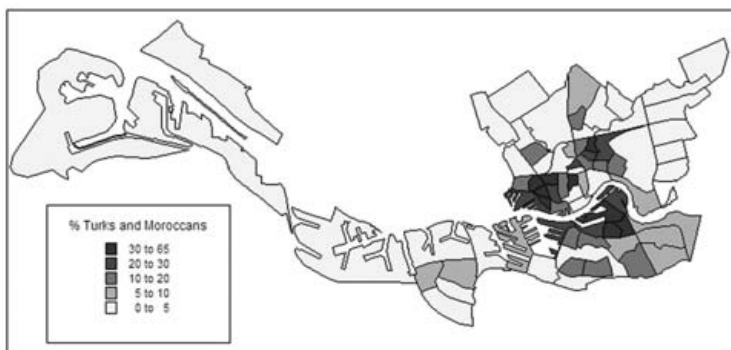 % Turks and Moroccans
30 to 65
20 to 30
10 to 20
5 to 10
0 to 5